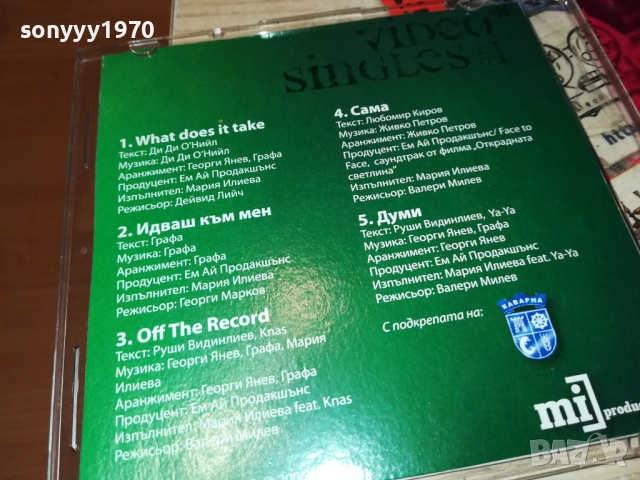 sonyyy1970
VIDEO
SINGLES #1
1. What does it take
Текст: Ди Ди О'Нийл
Музика: Ди Ди О'Нийл
Аранжимент: Георги Янев, Графа
Продуцент: Ем Ай Продакшънс
Изпълнител: Мария Илиева
Режисьор: Дейвид Лийч
2. Идваш към мен
Текст: Графа
Музика: Графа
Аранжимент: Графа
Продуцент: Ем Ай Продакшънс
Изпълнител: Мария Илиева
Режисьор: Георги Марков
3. Off The Record
Текст: Руши Видинлиев, Knas
Музика: Георги Янев, Графа, Мария
Илиева
Аранжимент: Георги Янев, Графа
Продуцент: Ем Ай Продакшънс
Изпълнител: Мария Илиева feat. Knas
Режисьор: Валери Милев
4. Сама
Текст: Любомир Киров
Музика: Живко Петров
Аранжимент: Живко Петров
Продуцент: Ем Ай Продакшънс/ Face to
Face, саундтрак от филма „Откраднати
светлина"
Изпълнител: Мария Илиева
Режисьор: Валери Милев
5. Думи
Текст: Руши Видинлиев, Ya-Ya
Музика: Георги Янев, Графа
Аранжимент: Георги Янев
Продуцент: Ем Ай Продакшънс
Изпълнител: Мария Илиева feat. Ya-Ya
Режисьор: Валери Милев
С подкрепата на:
КАВАРНА
mi] produc
BAZAR